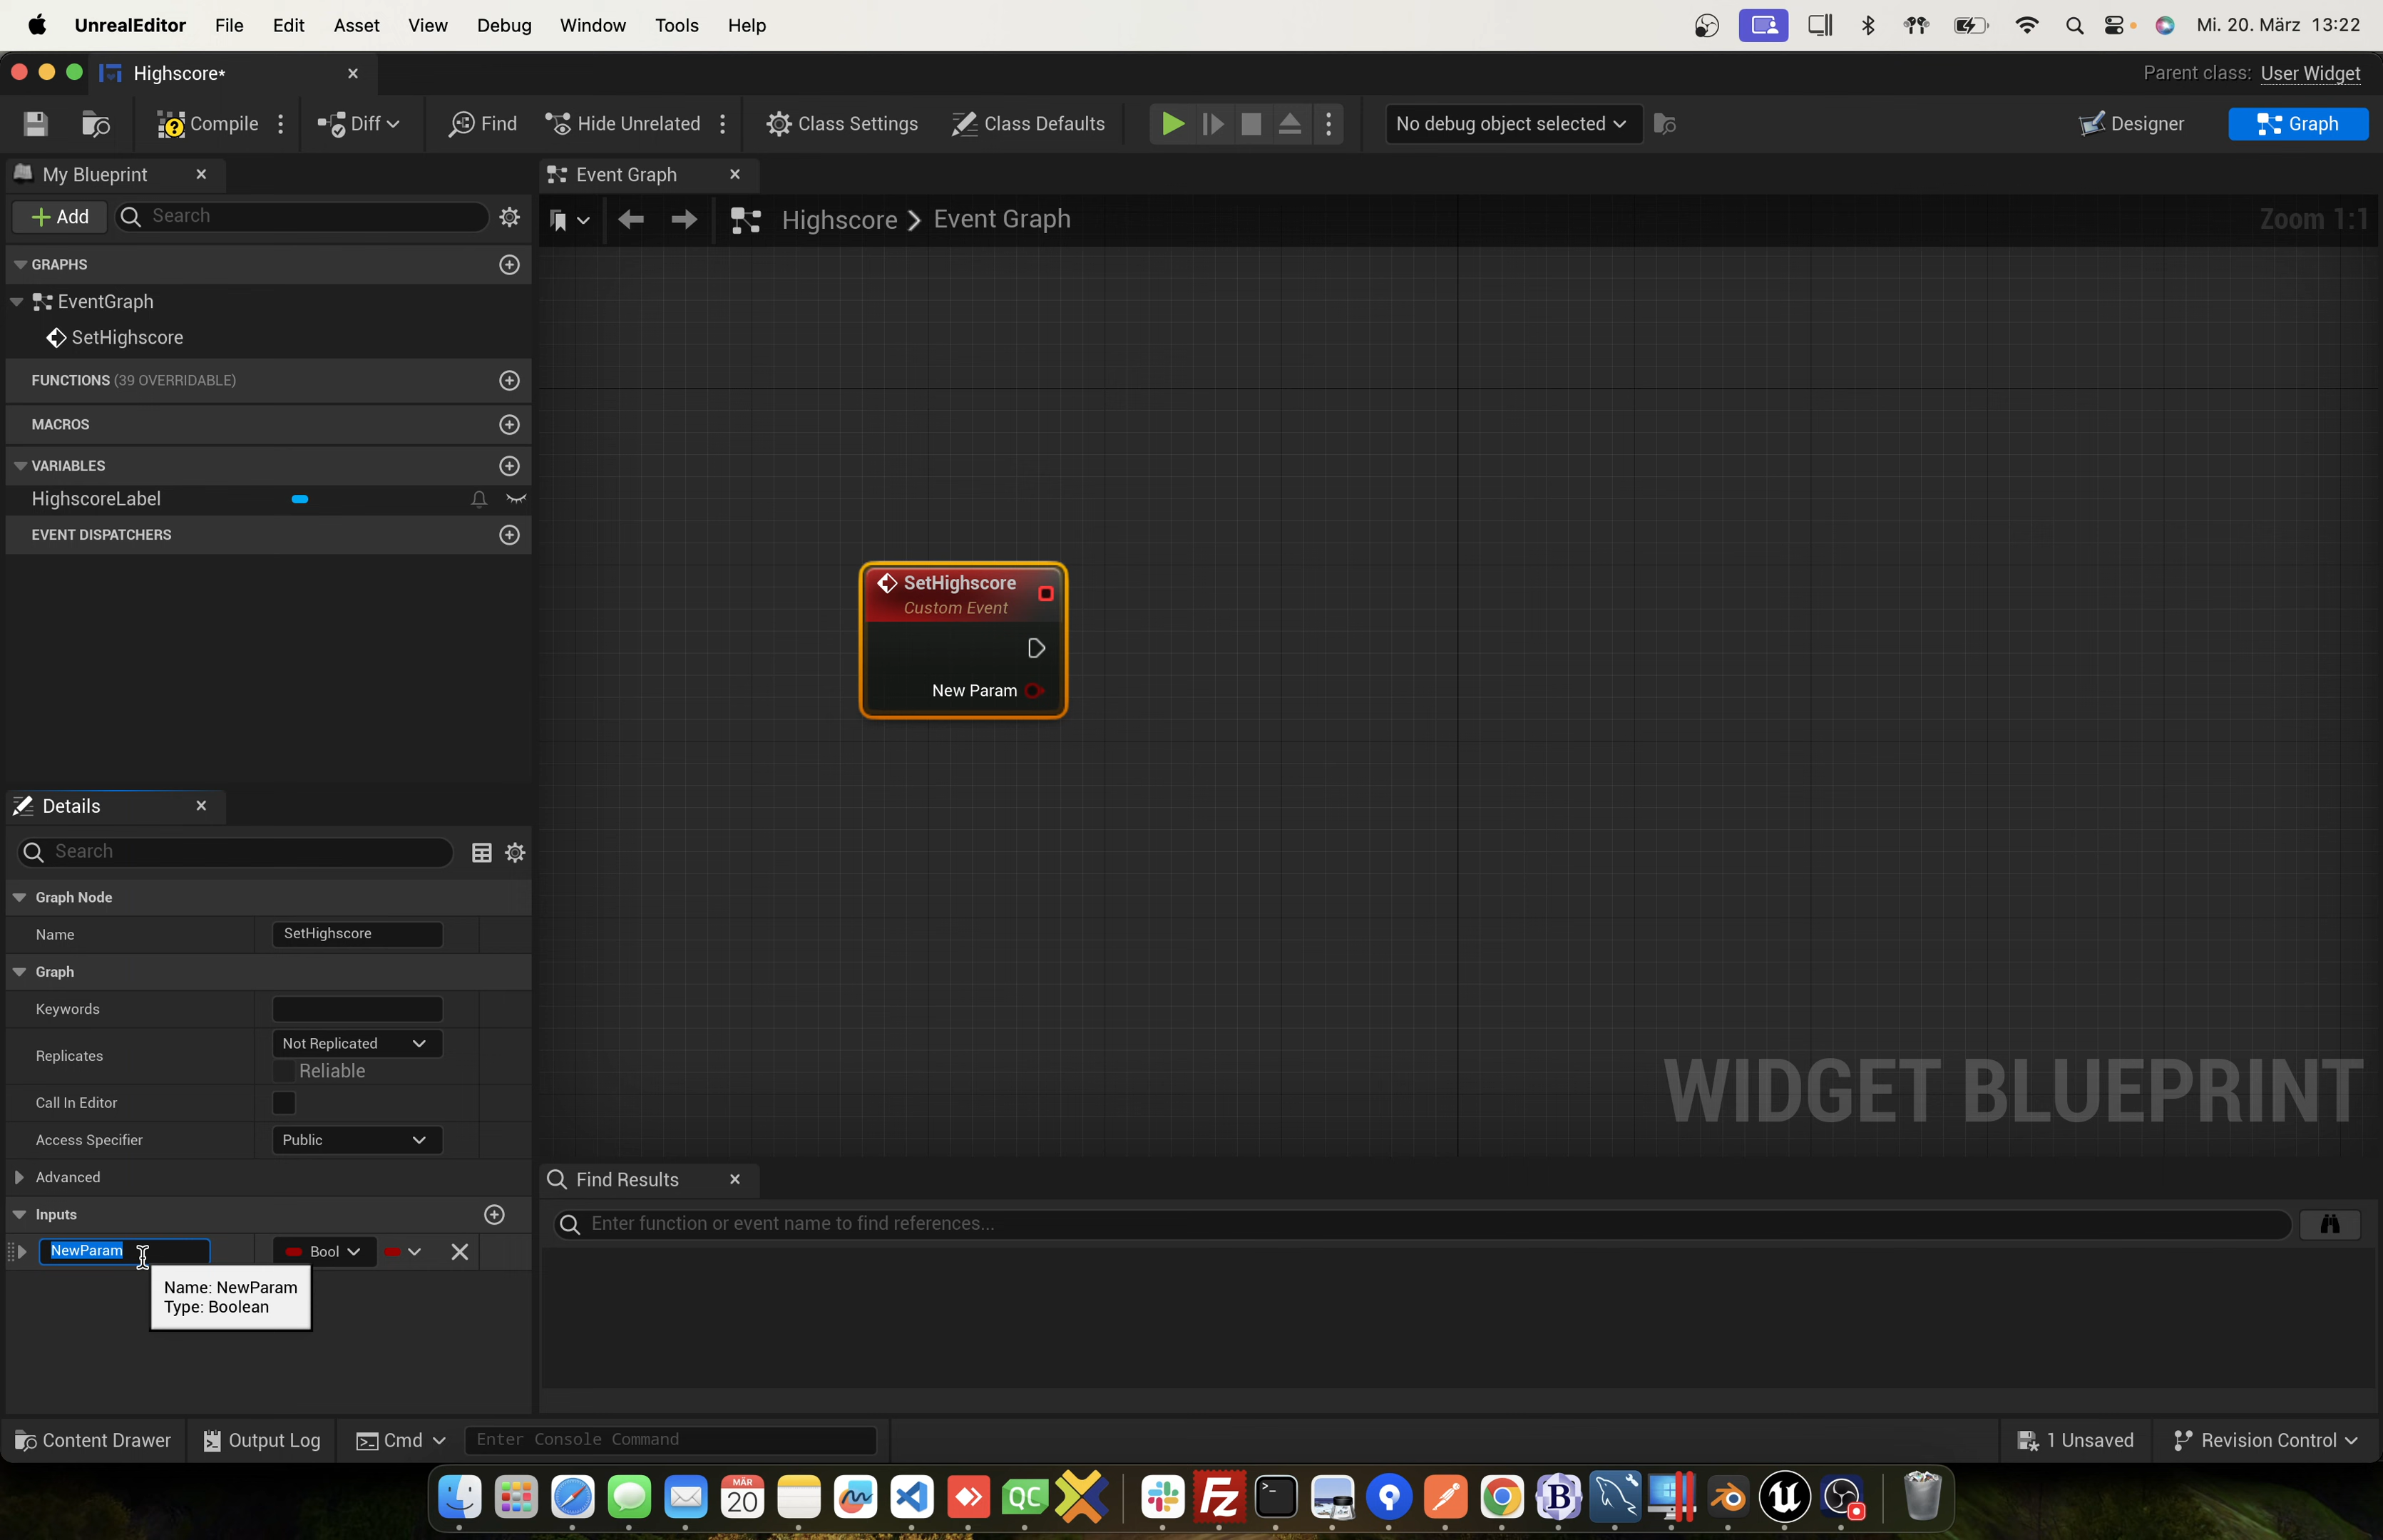 UnrealEditor File Edit Asset View Debug Window Tools Help Mi. 20. März 13:22
Highscore* Parent class: User Widget
Compile Diff Find Hide Unrelated Class Settings Class Defaults No debug object selected Designer Graph
My Blueprint Event Graph
Add Search Highscore Event Graph Zoom 1:1
GRAPHS
EventGraph
SetHighscore
FUNCTIONS (39 OVERRIDABLE)
MACROS
VARIABLES
HighscoreLabel
EVENT DISPATCHERS
SetHighscore
Custom Event
New Param
Details
Search
Graph Node
Name SetHighscore
Graph
Keywords
Replicates Not Replicated
Reliable
Call In Editor
Access Specifier Public
WIDGET BLUEPRINT
Advanced
Find Results
Inputs
Enter function or event name to find references...
NewParam Bool
Name: NewParam
Type: Boolean
Content Drawer Output Log Cmd Enter Console Command 1 Unsaved Revision Control
MÄR
20
QC
Fz
B